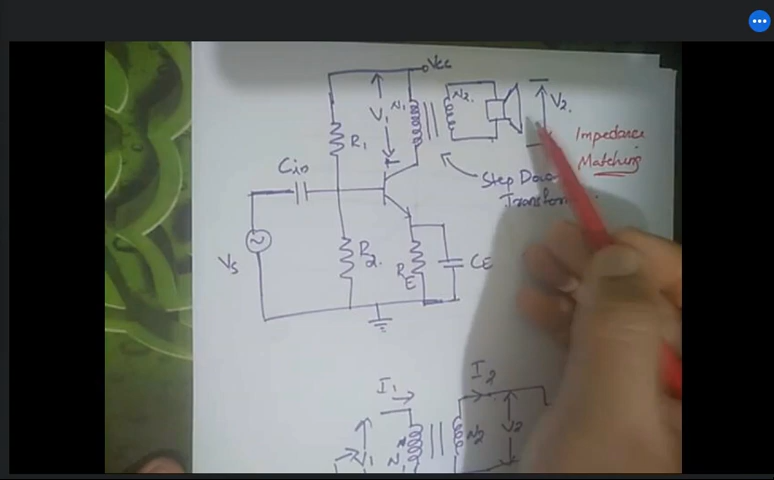 Vcc
N1
N2.
V1
V2.
R1
Impedance
Matching
Cin
Step Down
R2.
RE
CE
Vs
I1
I2
V1
N1
N2
V2